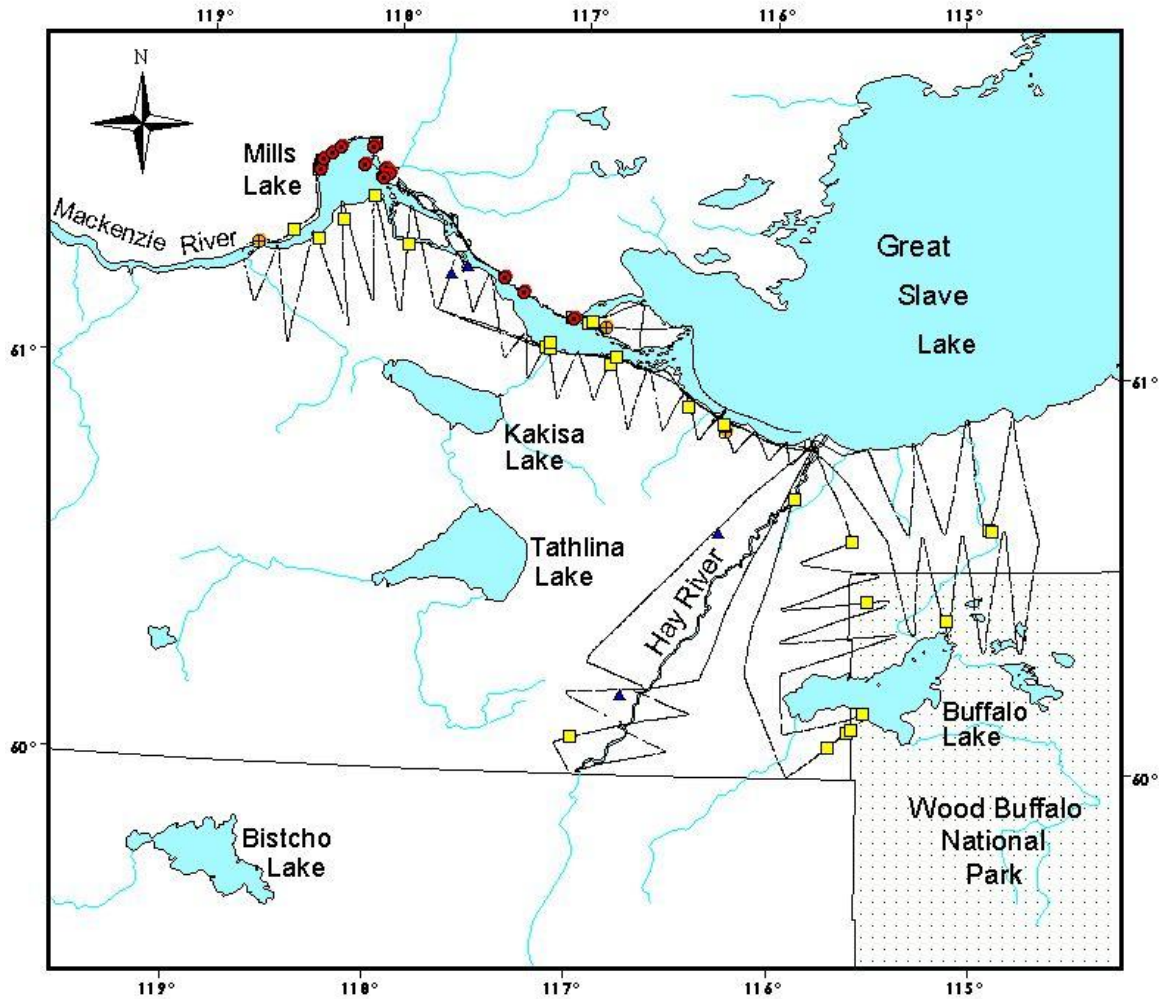 119° 118° 117° 116° 115°
N
Mills
Lake
Mackenzie River
Great
Slave
Lake
61°
61°
Kakisa
Lake
Tathlina
Lake
Hay River
Buffalo
Lake
60°
60°
Wood Buffalo
National
Park
Bistcho
Lake
119° 118° 117° 116° 115°